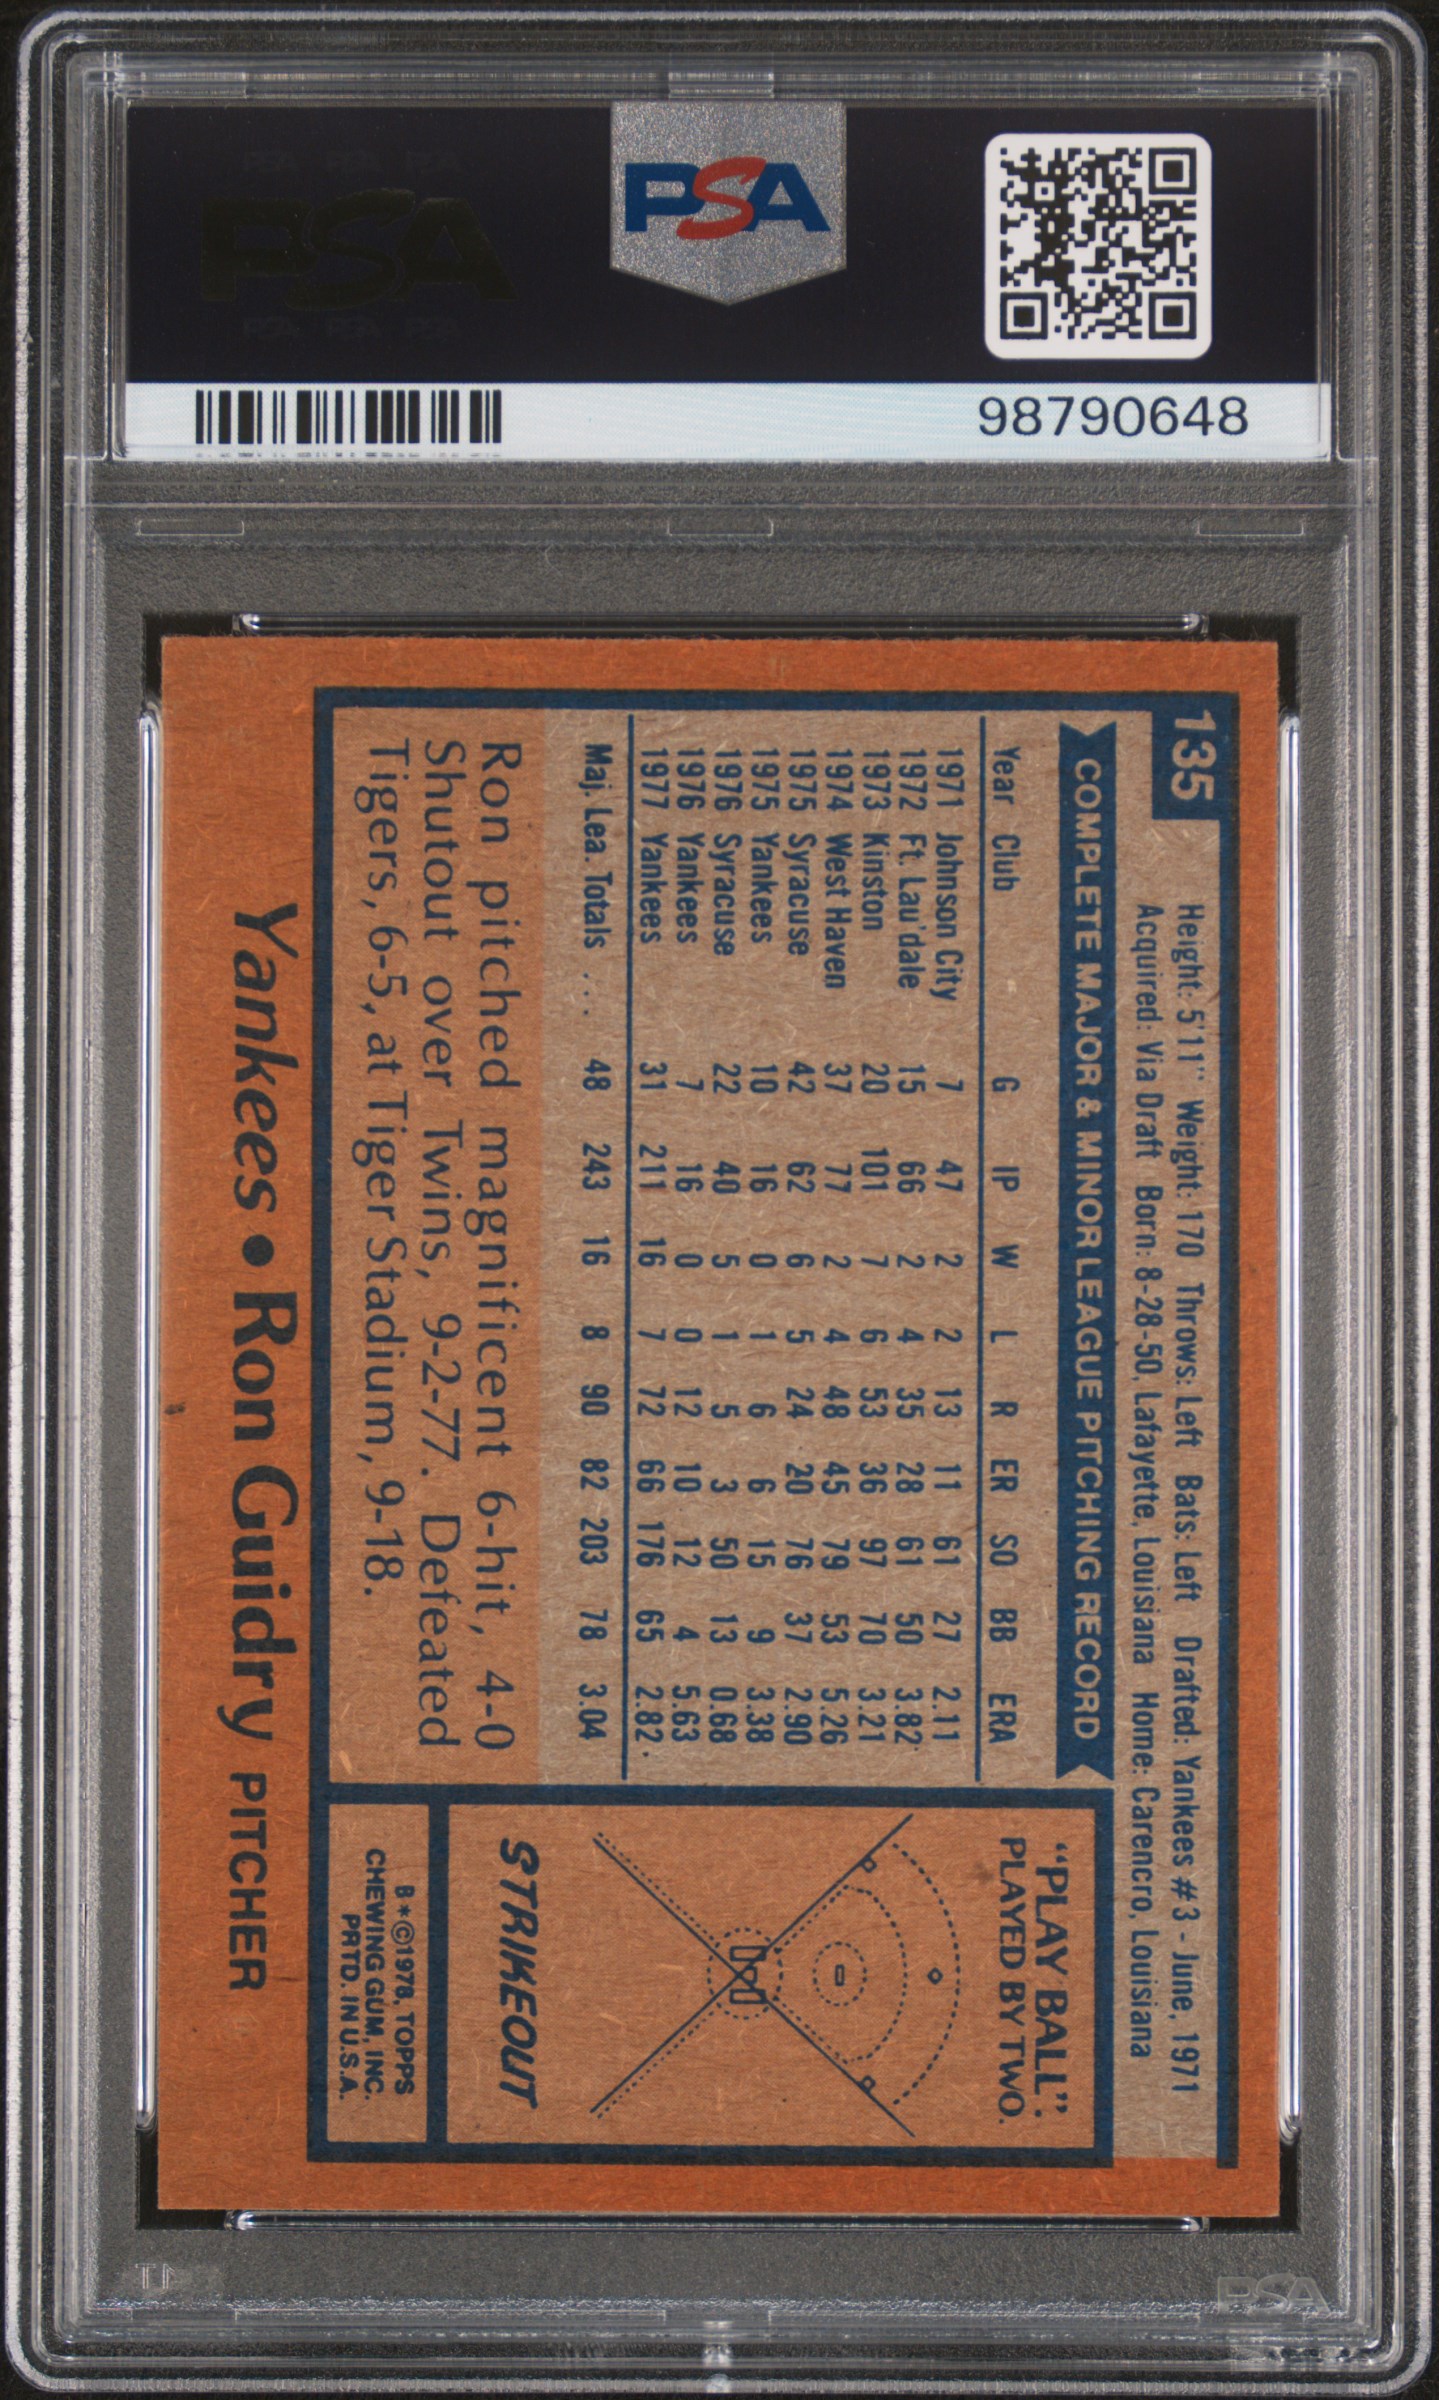 PSA
PSA
98790648
135
Height: 5'11" Weight: 170 Throws: Left Bats: Left Drafted: Yankees #3 - June, 1971
Acquired: Via Draft Born: 8-28-50, Lafayette, Louisiana Home: Carencro, Louisiana
COMPLETE MAJOR & MINOR LEAGUE PITCHING RECORD
Year Club G IP W L R ER SO BB ERA
1971 Johnson City 7 47 2 2 13 11 61 27 2.11
1972 Ft. Lau'dale 15 66 2 4 35 28 61 50 3.82
1973 Kinston 20 101 7 6 53 36 97 70 3.21
1974 West Haven 37 77 2 4 48 45 79 53 5.26
1975 Syracuse 42 62 6 5 24 20 76 37 2.90
1975 Yankees 10 16 0 1 6 6 15 9 3.38
1976 Syracuse 22 40 5 1 5 3 50 13 0.68
1976 Yankees 7 16 0 0 12 10 12 4 5.63
1977 Yankees 31 211 16 7 72 66 176 65 2.82
Maj. Lea. Totals ... 48 243 16 8 90 82 203 78 3.04
Ron pitched magnificent 6-hit, 4-0
Shutout over Twins, 9-2-77. Defeated
Tigers, 6-5, at Tiger Stadium, 9-18.
"PLAY BALL":
PLAYED BY TWO.
STRIKEOUT
B*©1978, TOPPS
CHEWING GUM, INC.
PRTD. IN U.S.A.
Yankees • Ron Guidry PITCHER
PSA